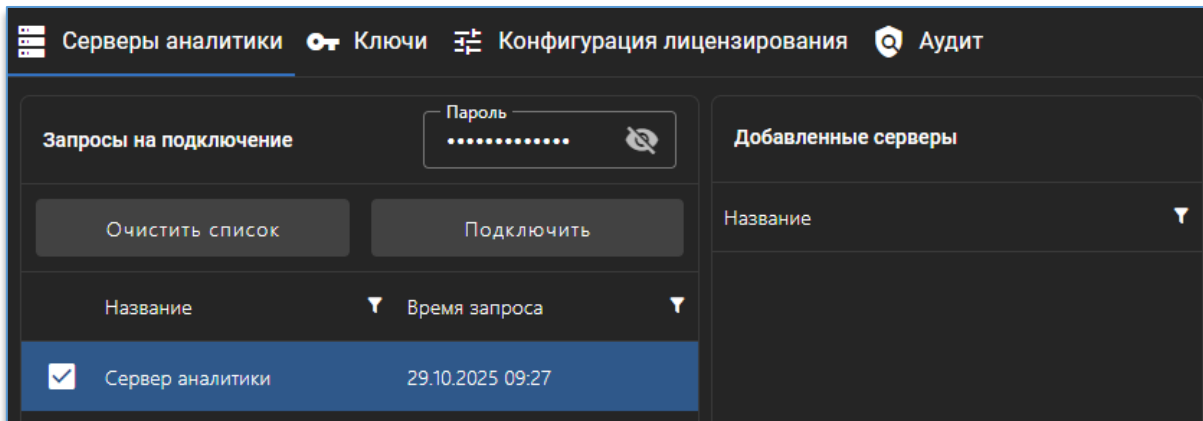 Серверы аналитики Ключи Конфигурация лицензирования Аудит
Запросы на подключение
Пароль
•••••••••••••
Очистить список Подключить
Название Время запроса
Сервер аналитики 29.10.2025 09:27
Добавленные серверы
Название